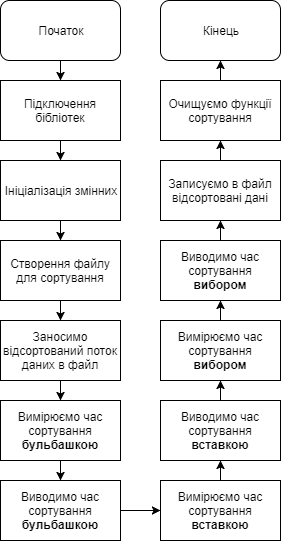 Початок
Підключення
бібліотек
Ініціалізація змінних
Створення файлу
для сортування
Заносимо
відсортований поток
даних в файл
Вимірюємо час
сортування
бульбашкою
Виводимо час
сортування
бульбашкою
Вимірюємо час
сортування
вставкою
Виводимо час
сортування
вставкою
Вимірюємо час
сортування
вибором
Виводимо час
сортування
вибором
Записуємо в файл
відсортовані дані
Очищуємо функції
сортування
Кінець